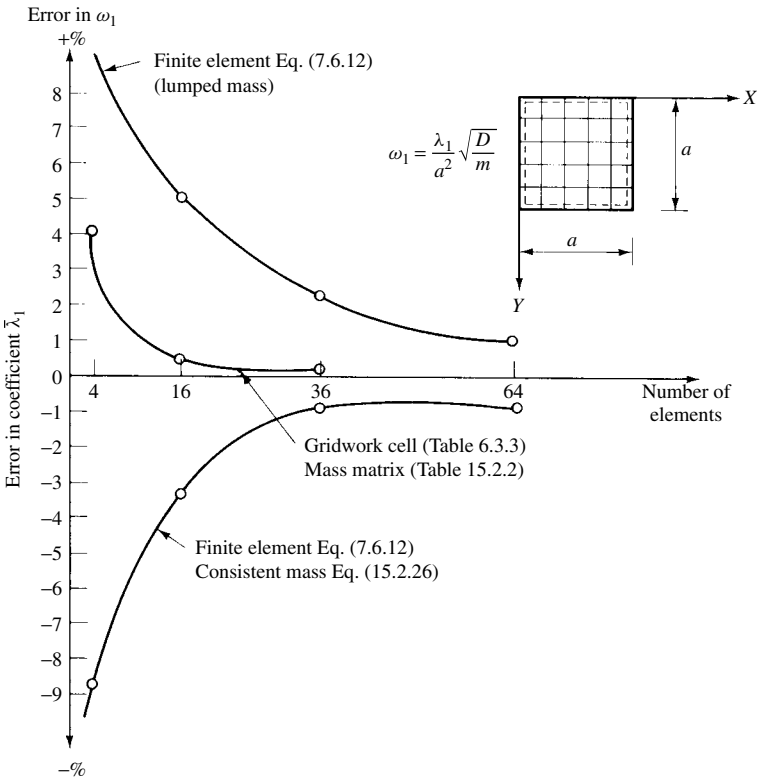 Error in ω₁
+%
Finite element Eq. (7.6.12)
(lumped mass)
8
7
6
5
4
3
2
1
0
−1
−2
−3
−4
−5
−6
−7
−8
−9
−%
Error in coefficient λ̄₁
4
16
36
64
Number of
elements
ω₁ = λ₁/a² √(D/m)
X
a
a
Y
Gridwork cell (Table 6.3.3)
Mass matrix (Table 15.2.2)
Finite element Eq. (7.6.12)
Consistent mass Eq. (15.2.26)